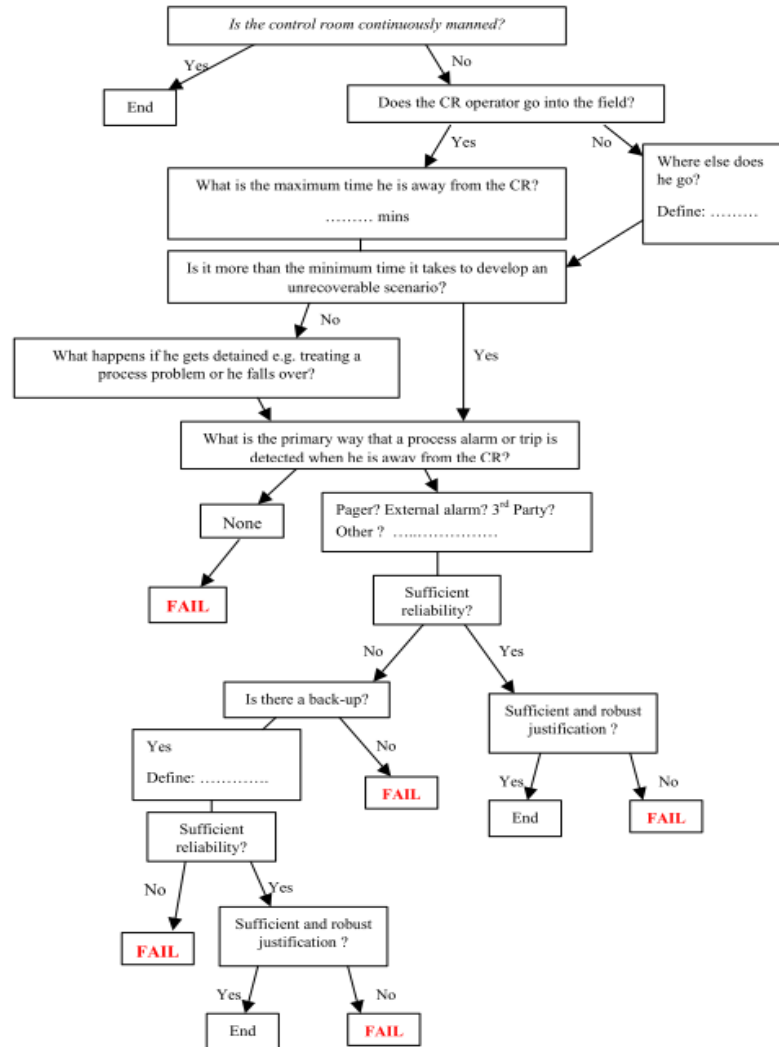 Is the control room continuously manned?
Yes
No
End
Does the CR operator go into the field?
Yes
No
Where else does
he go?
Define: ………
What is the maximum time he is away from the CR?
……… mins
Is it more than the minimum time it takes to develop an
unrecoverable scenario?
No
Yes
What happens if he gets detained e.g. treating a
process problem or he falls over?
What is the primary way that a process alarm or trip is
detected when he is away from the CR?
None
Pager? External alarm? 3rd Party?
Other ? …..……………
FAIL
Sufficient
reliability?
No
Yes
Is there a back-up?
Sufficient and robust
justification ?
Yes
Define: ………….
No
FAIL
Yes
No
End
FAIL
Sufficient
reliability?
No
Yes
FAIL
Sufficient and robust
justification ?
Yes
No
End
FAIL